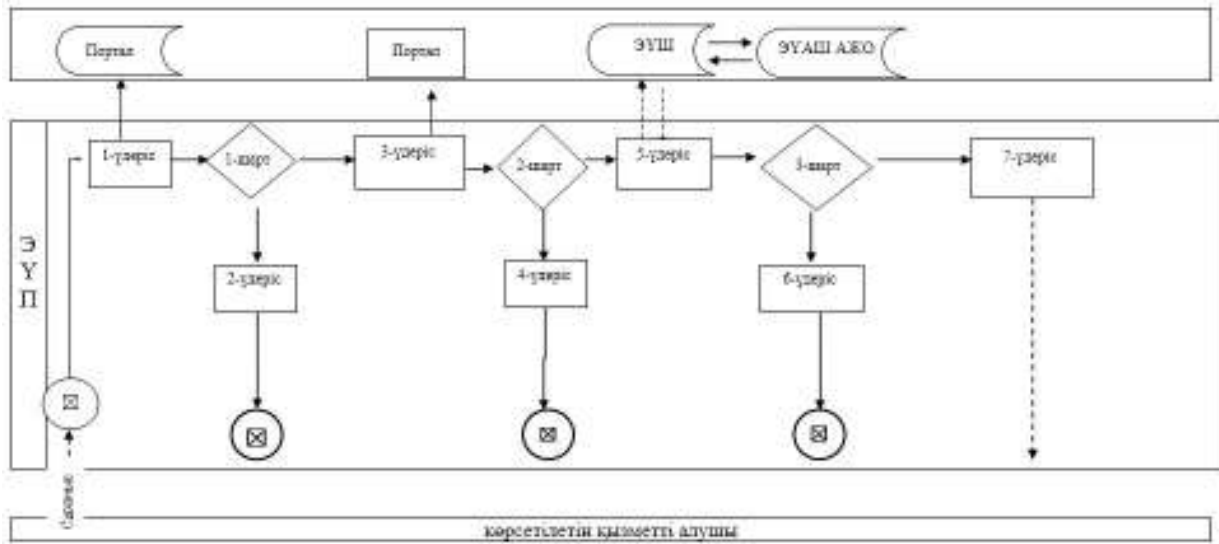 Портал
Портал
ЭҮШ
ЭҮАШ АЖО
1-үдеріс
1-шарт
3-үдеріс
2-шарт
5-үдеріс
3-шарт
7-үдеріс
Э
Ү
П
2-үдеріс
4-үдеріс
6-үдеріс
көрсетілетін қызметті алушы